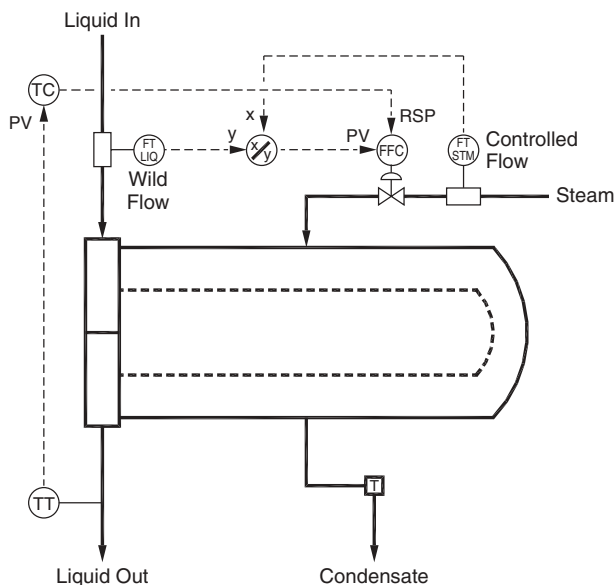 Liquid In
TC
x
RSP
PV
FT
LIQ
y
x/y
PV
FFC
FT
STM
Controlled
Flow
Wild
Flow
Steam
T
TT
Liquid Out
Condensate